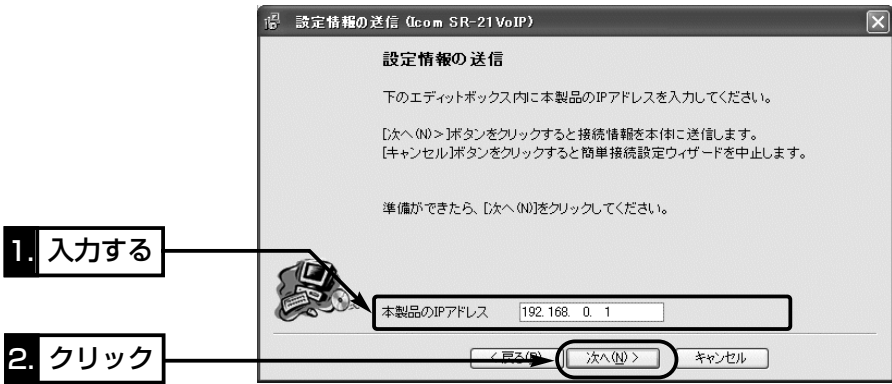 設定情報の送信 (Icom SR-21VoIP)
設定情報の送信
下のエディットボックス内に本製品のIPアドレスを入力してください。
[次へ(N)>]ボタンをクリックすると接続情報を本体に送信します。
[キャンセル]ボタンをクリックすると簡単接続設定ウィザードを中止します。
準備ができたら、[次へ(N)]をクリックしてください。
1. 入力する
本製品のIPアドレス 192.168. 0. 1
2. クリック
< 戻る(B) 次へ(N) > キャンセル